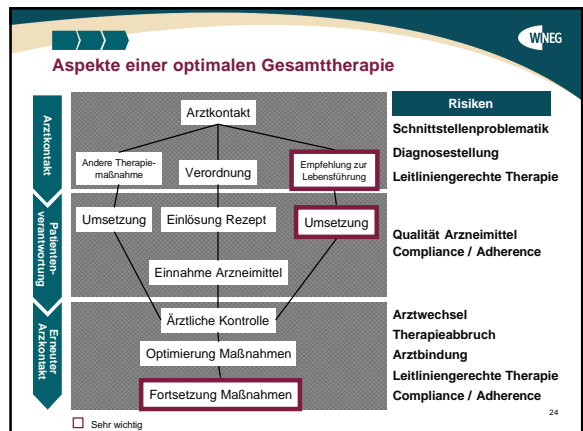 WINEG
Aspekte einer optimalen Gesamttherapie
Arztkontakt
Arztkontakt
Andere Therapie-
maßnahme
Verordnung
Empfehlung zur
Lebensführung
Risiken
Schnittstellenproblematik
Diagnosestellung
Leitliniengerechte Therapie
Patienten-
verantwortung
Umsetzung
Einlösung Rezept
Umsetzung
Einnahme Arzneimittel
Qualität Arzneimittel
Compliance / Adherence
Erneuter
Arzkontakt
Ärztliche Kontrolle
Optimierung Maßnahmen
Fortsetzung Maßnahmen
Arztwechsel
Therapieabbruch
Arztbindung
Leitliniengerechte Therapie
Compliance / Adherence
Sehr wichtig
24